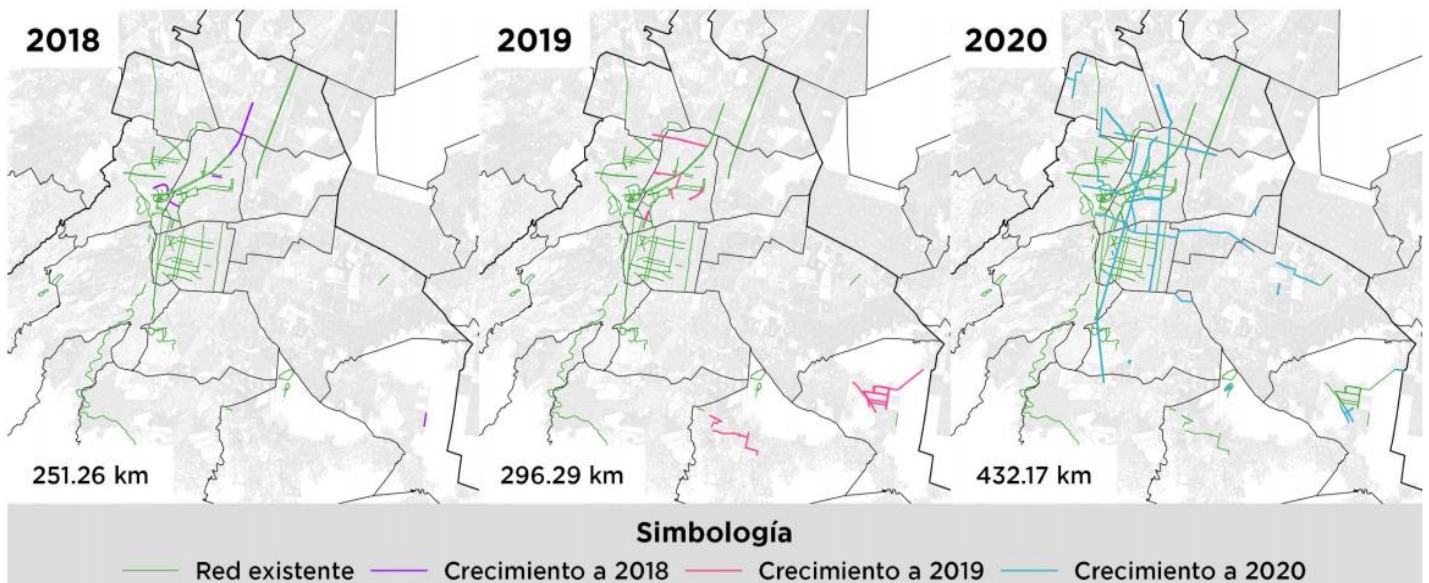 2018
2019
2020
251.26 km
296.29 km
432.17 km
Simbología
Red existente
Crecimiento a 2018
Crecimiento a 2019
Crecimiento a 2020